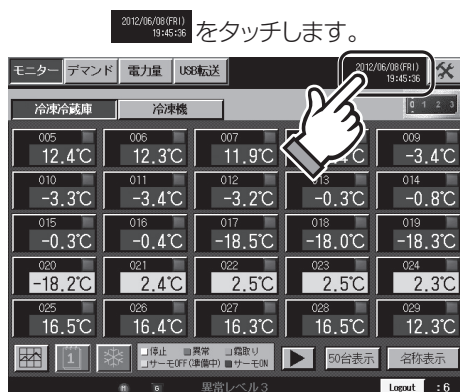 2012/06/08(FRI)
19:45:36 をタッチします。
モニター デマンド 電力量 USB転送 2012/06/08(FRI)
19:45:36
冷凍冷蔵庫 冷凍機 0 1 2 3
005 006 007 009
12.4℃ 12.3℃ 11.9℃ ℃ -3.4℃
010 011 012 013 014
-3.3℃ -3.4℃ -3.2℃ -0.3℃ -0.8℃
015 016 017 018 019
-0.3℃ -0.4℃ -18.5℃ -18.0℃ -18.3℃
020 021 022 023 024
-18.2℃ 2.4℃ 2.5℃ 2.5℃ 2.3℃
025 026 027 028 029
16.5℃ 16.4℃ 16.3℃ 16.5℃ 12.3℃
1 停止 異常 霜取り
サーモOFF(準備中) サーモON 50台表示 名称表示
異常レベル3 Logout :6